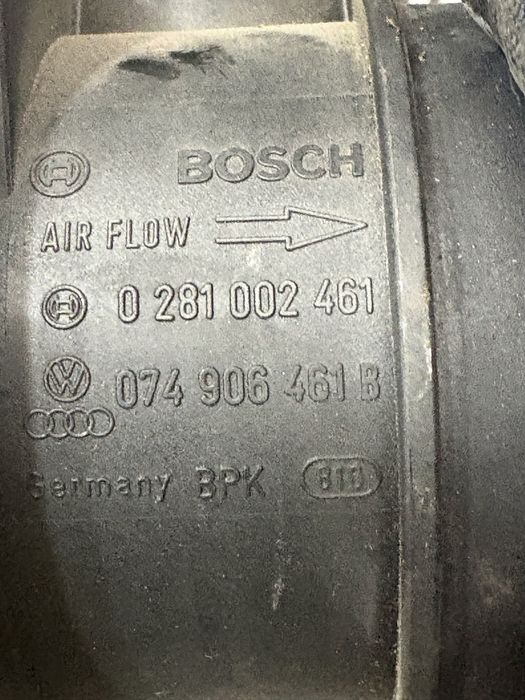 BOSCH
AIR FLOW
0 281 002 461
074 906 461 B
Germany BPK